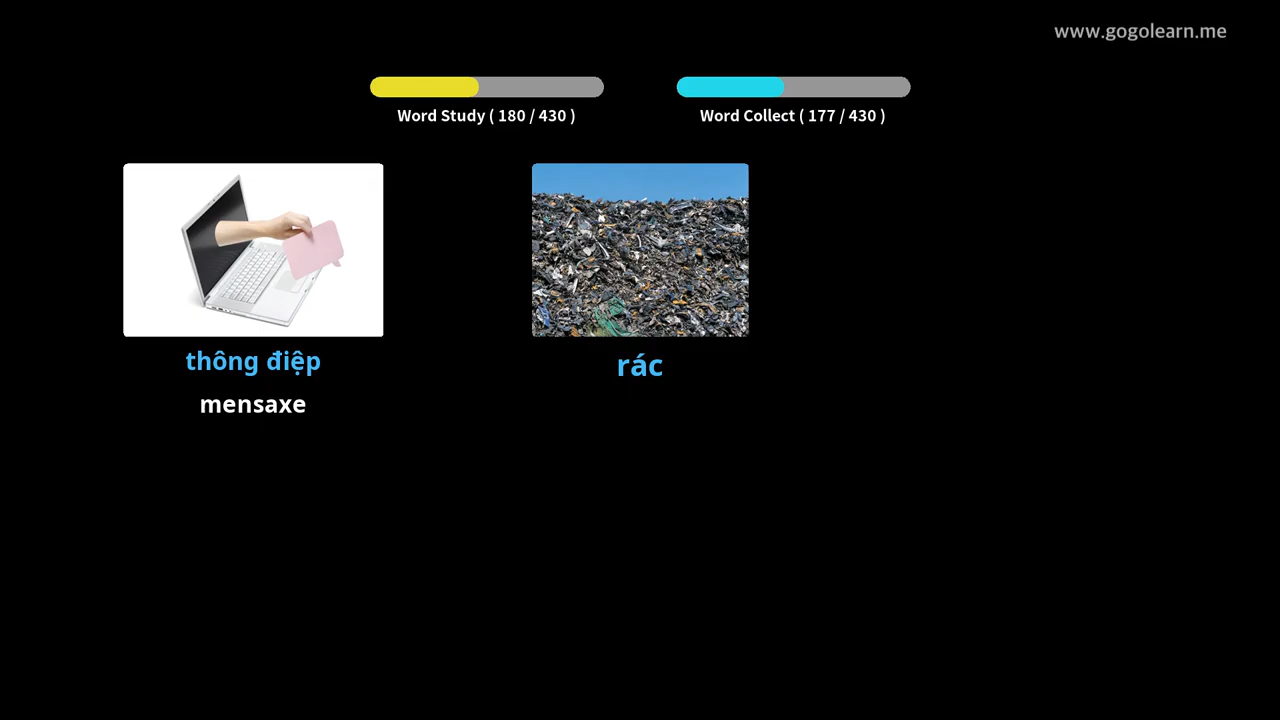 www.gogolearn.me
Word Study ( 180 / 430 )
Word Collect ( 177 / 430 )
thông điệp
mensaxe
rác